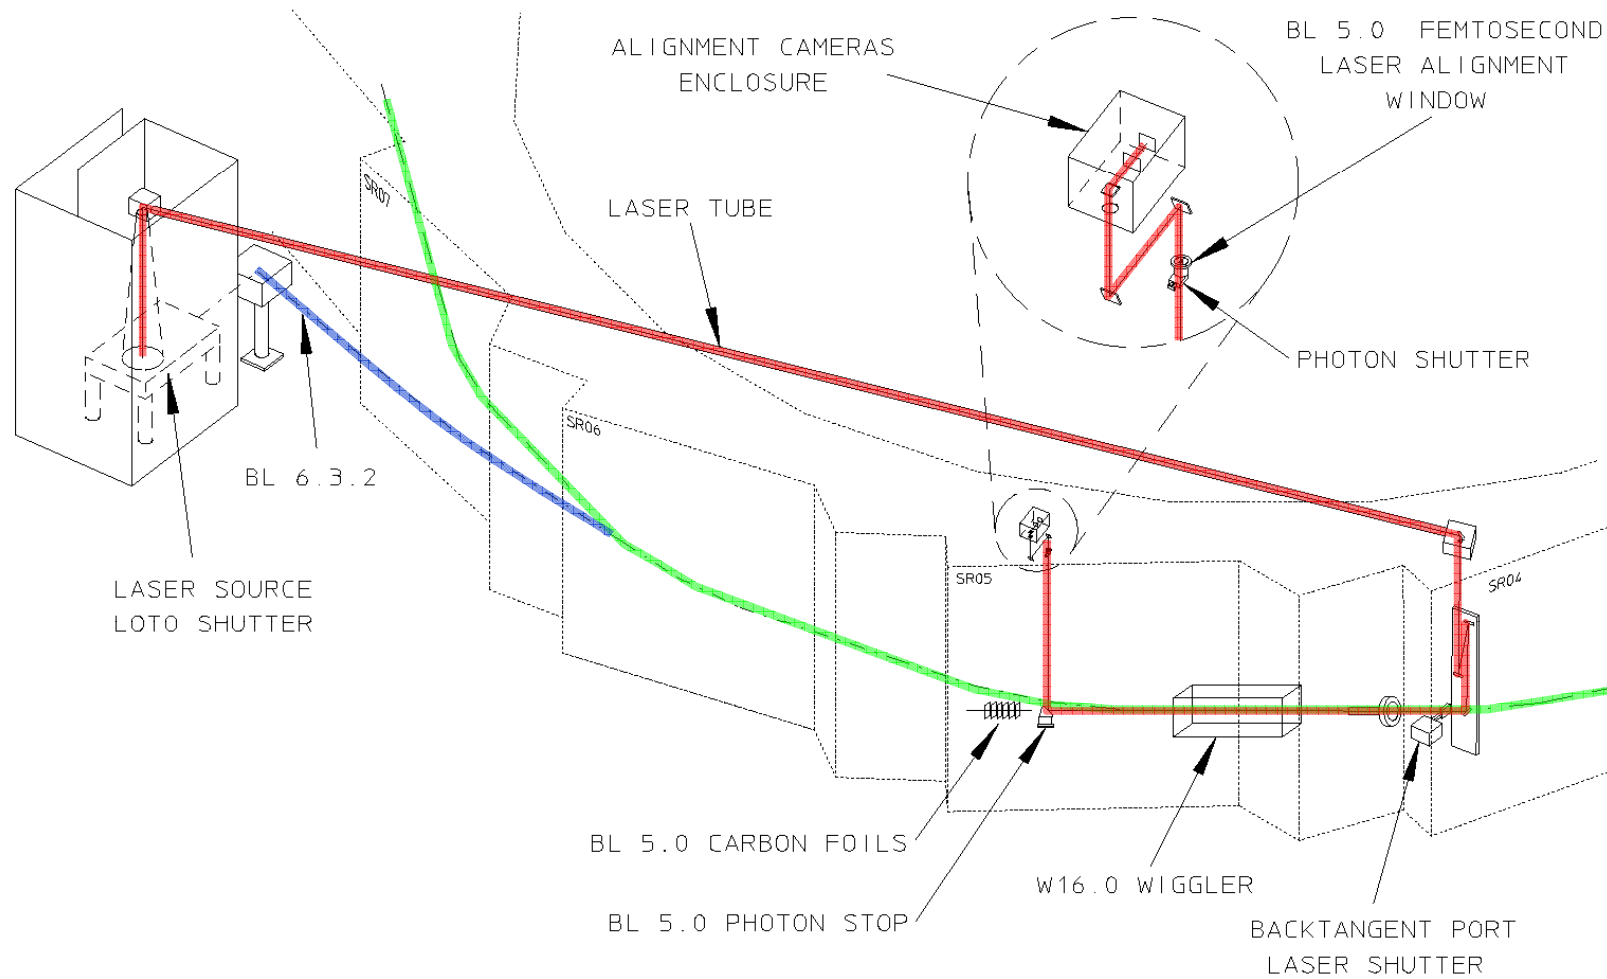 BL 5.0 FEMTOSECOND
LASER ALIGNMENT
WINDOW
ALIGNMENT CAMERAS
ENCLOSURE
SR07
LASER TUBE
PHOTON SHUTTER
SR06
BL 6.3.2
LASER SOURCE
LOTO SHUTTER
SR05
SR04
BL 5.0 CARBON FOILS
W16.0 WIGGLER
BL 5.0 PHOTON STOP
BACKTANGENT PORT
LASER SHUTTER